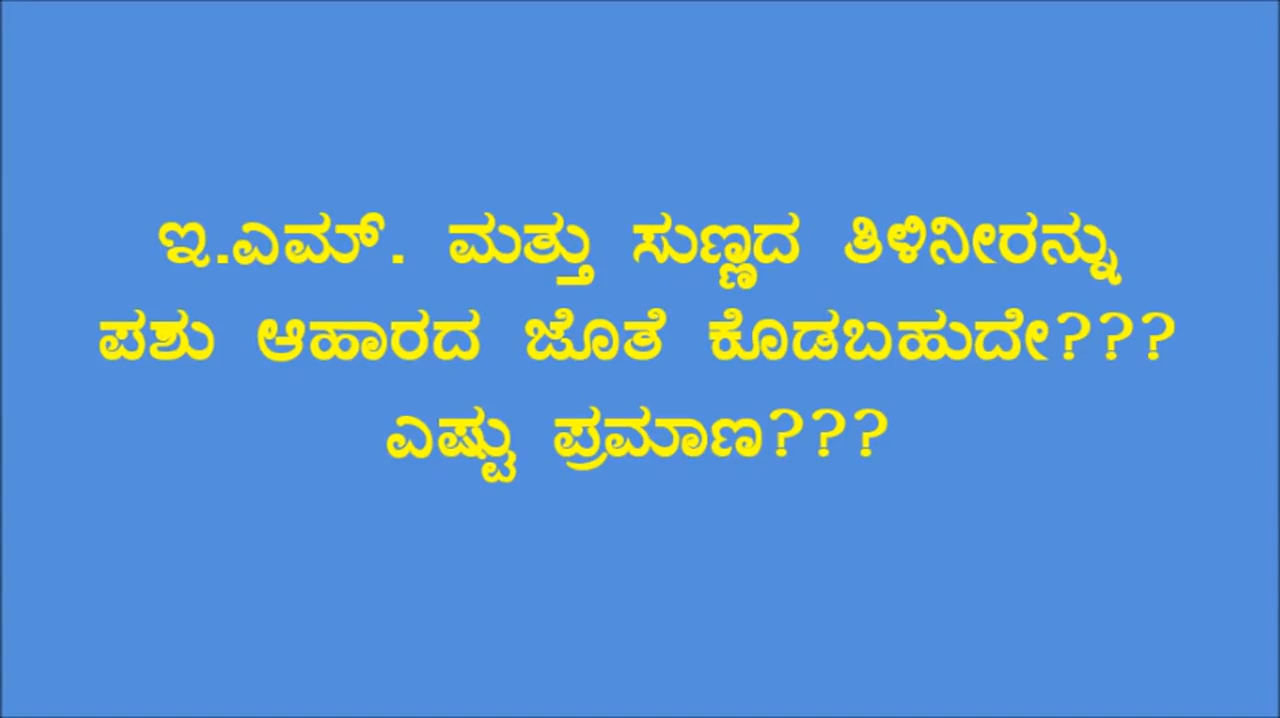 ಇ.ಎಮ್. ಮತ್ತು ಸುಣ್ಣದ ತಿಳಿನೀರನ್ನು
ಪಶು ಆಹಾರದ ಜೊತೆ ಕೊಡಬಹುದೇ???
ಎಷ್ಟು ಪ್ರಮಾಣ???